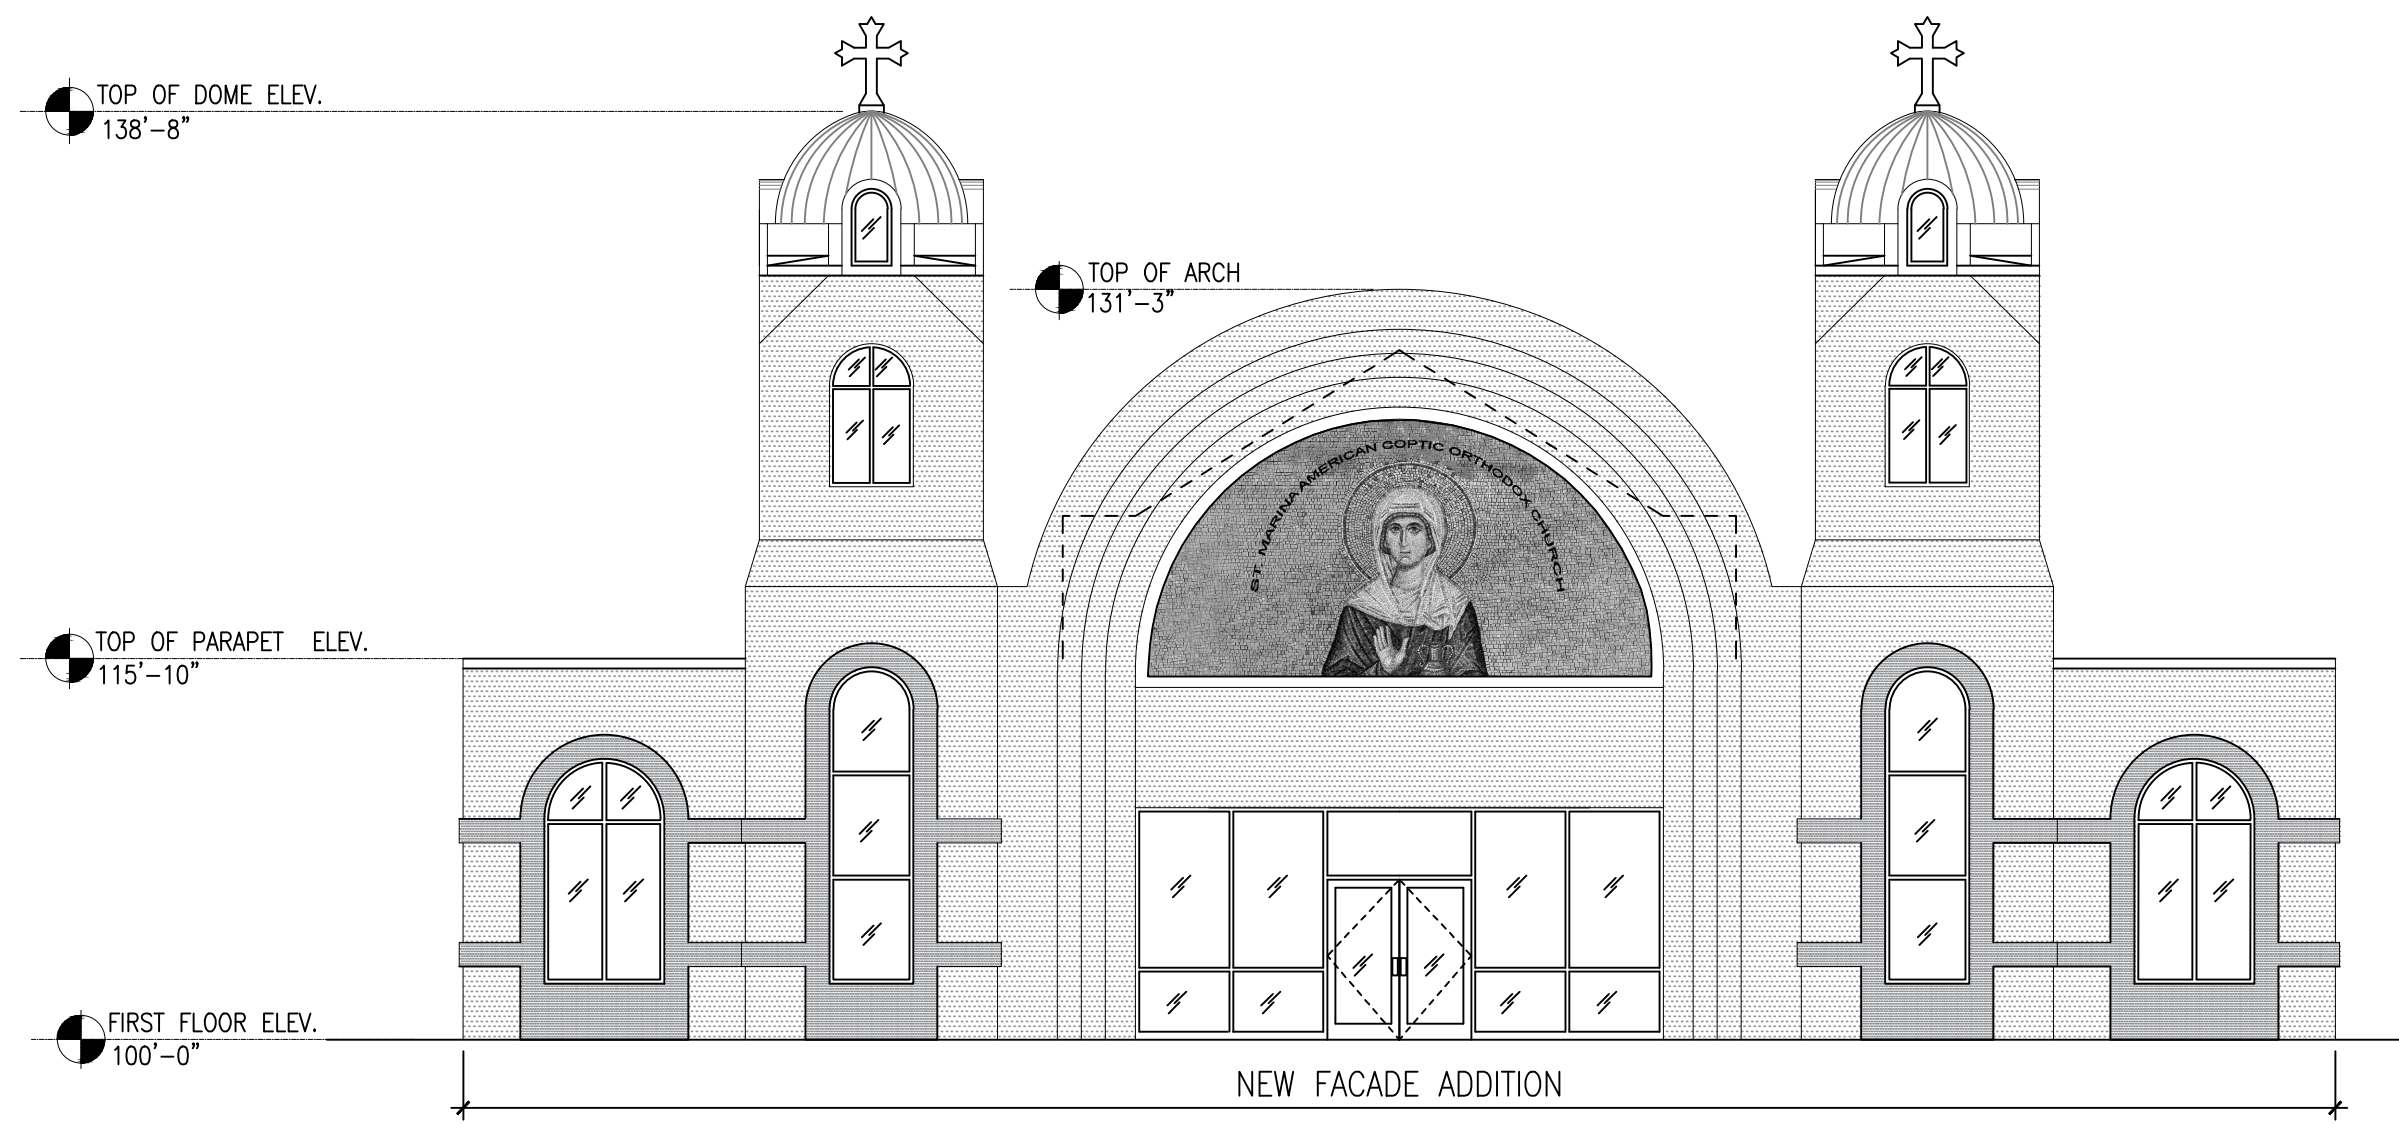 TOP OF DOME ELEV.
138'-8"
TOP OF ARCH
131'-3"
ST. MARINA AMERICAN COPTIC ORTHODOX CHURCH
TOP OF PARAPET ELEV.
115'-10"
FIRST FLOOR ELEV.
100'-0"
NEW FACADE ADDITION